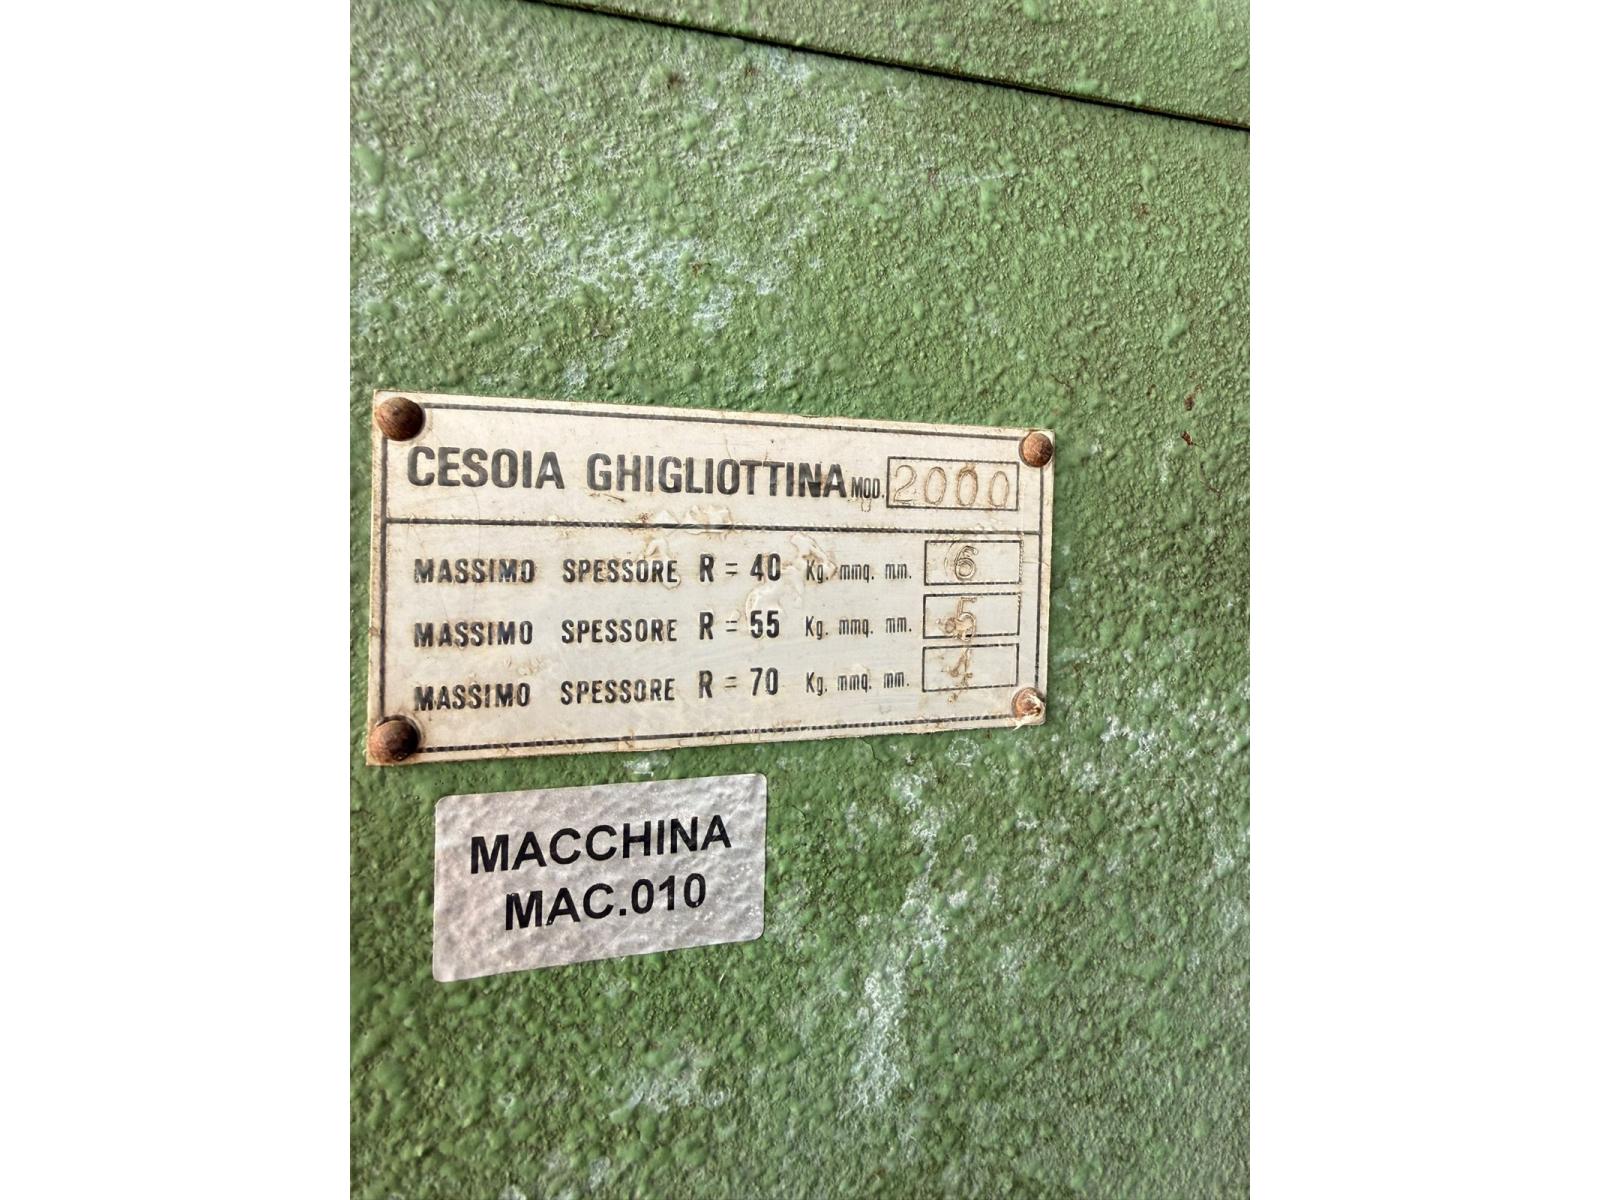 CESOIA GHIGLIOTTINA MOD. 2000
MASSIMO SPESSORE R = 40 Kg. mmq. mm. 6
MASSIMO SPESSORE R = 55 Kg. mmq. mm. 5
MASSIMO SPESSORE R = 70 Kg. mmq. mm. 4
MACCHINA
MAC.010